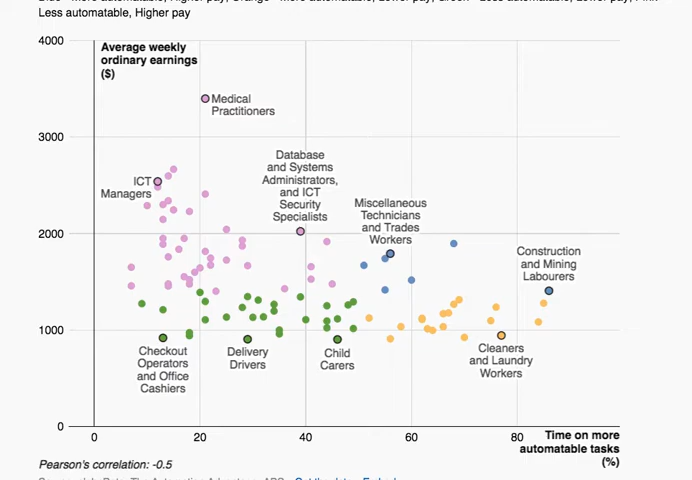 Less automatable, Higher pay
4000
Average weekly
ordinary earnings
($)
Medical
Practitioners
3000
Database
and Systems
Administrators,
and ICT
Security
Specialists
ICT
Managers
Miscellaneous
Technicians
and Trades
Workers
2000
Construction
and Mining
Labourers
1000
Checkout
Operators
and Office
Cashiers
Delivery
Drivers
Child
Carers
Cleaners
and Laundry
Workers
0
0 20 40 60 80
Time on more
automatable tasks
(%)
Pearson's correlation: -0.5